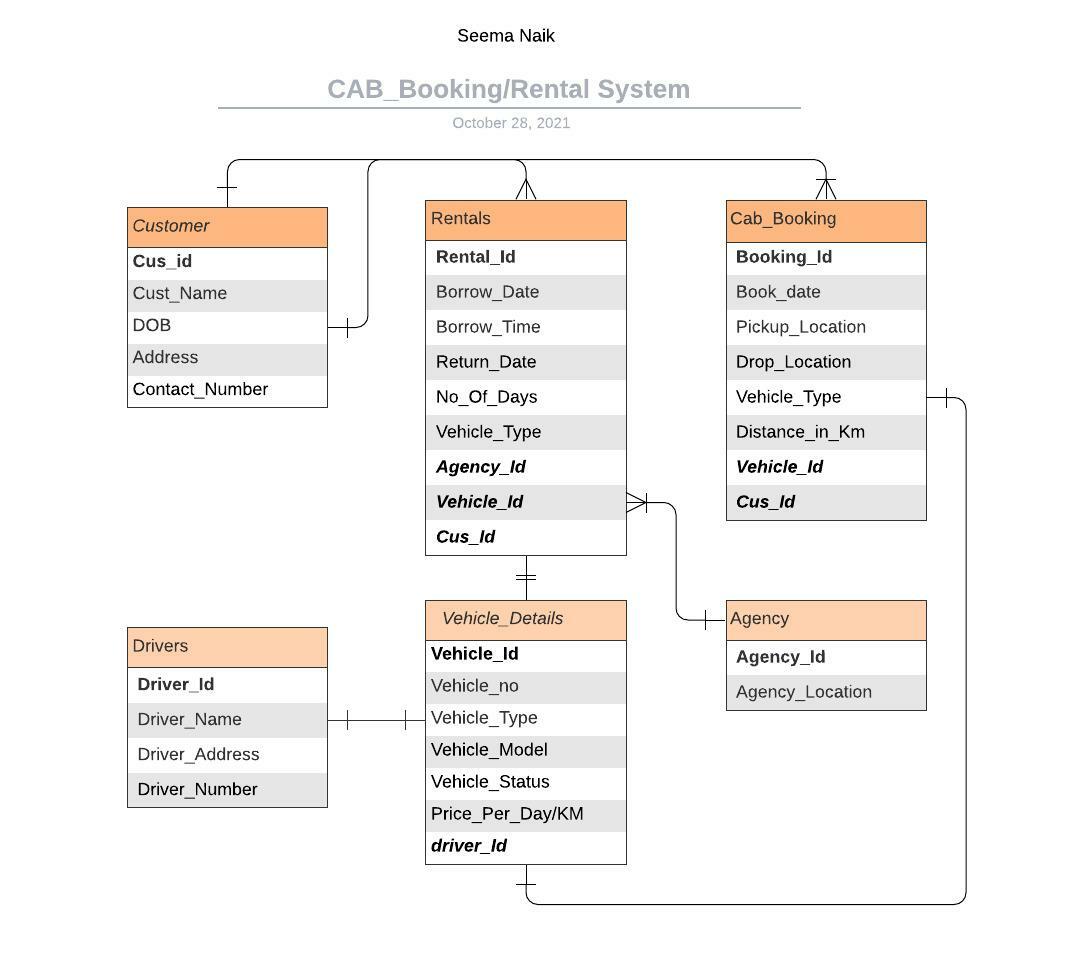 Seema Naik
CAB_Booking/Rental System
October 28, 2021
Customer
Cus_id
Cust_Name
DOB
Address
Contact_Number
Rentals
Rental_Id
Borrow_Date
Borrow_Time
Return_Date
No_Of_Days
Vehicle_Type
Agency_Id
Vehicle_Id
Cus_Id
Cab_Booking
Booking_Id
Book_date
Pickup_Location
Drop_Location
Vehicle_Type
Distance_in_Km
Vehicle_Id
Cus_Id
Drivers
Driver_Id
Driver_Name
Driver_Address
Driver_Number
Vehicle_Details
Vehicle_Id
Vehicle_no
Vehicle_Type
Vehicle_Model
Vehicle_Status
Price_Per_Day/KM
driver_Id
Agency
Agency_Id
Agency_Location